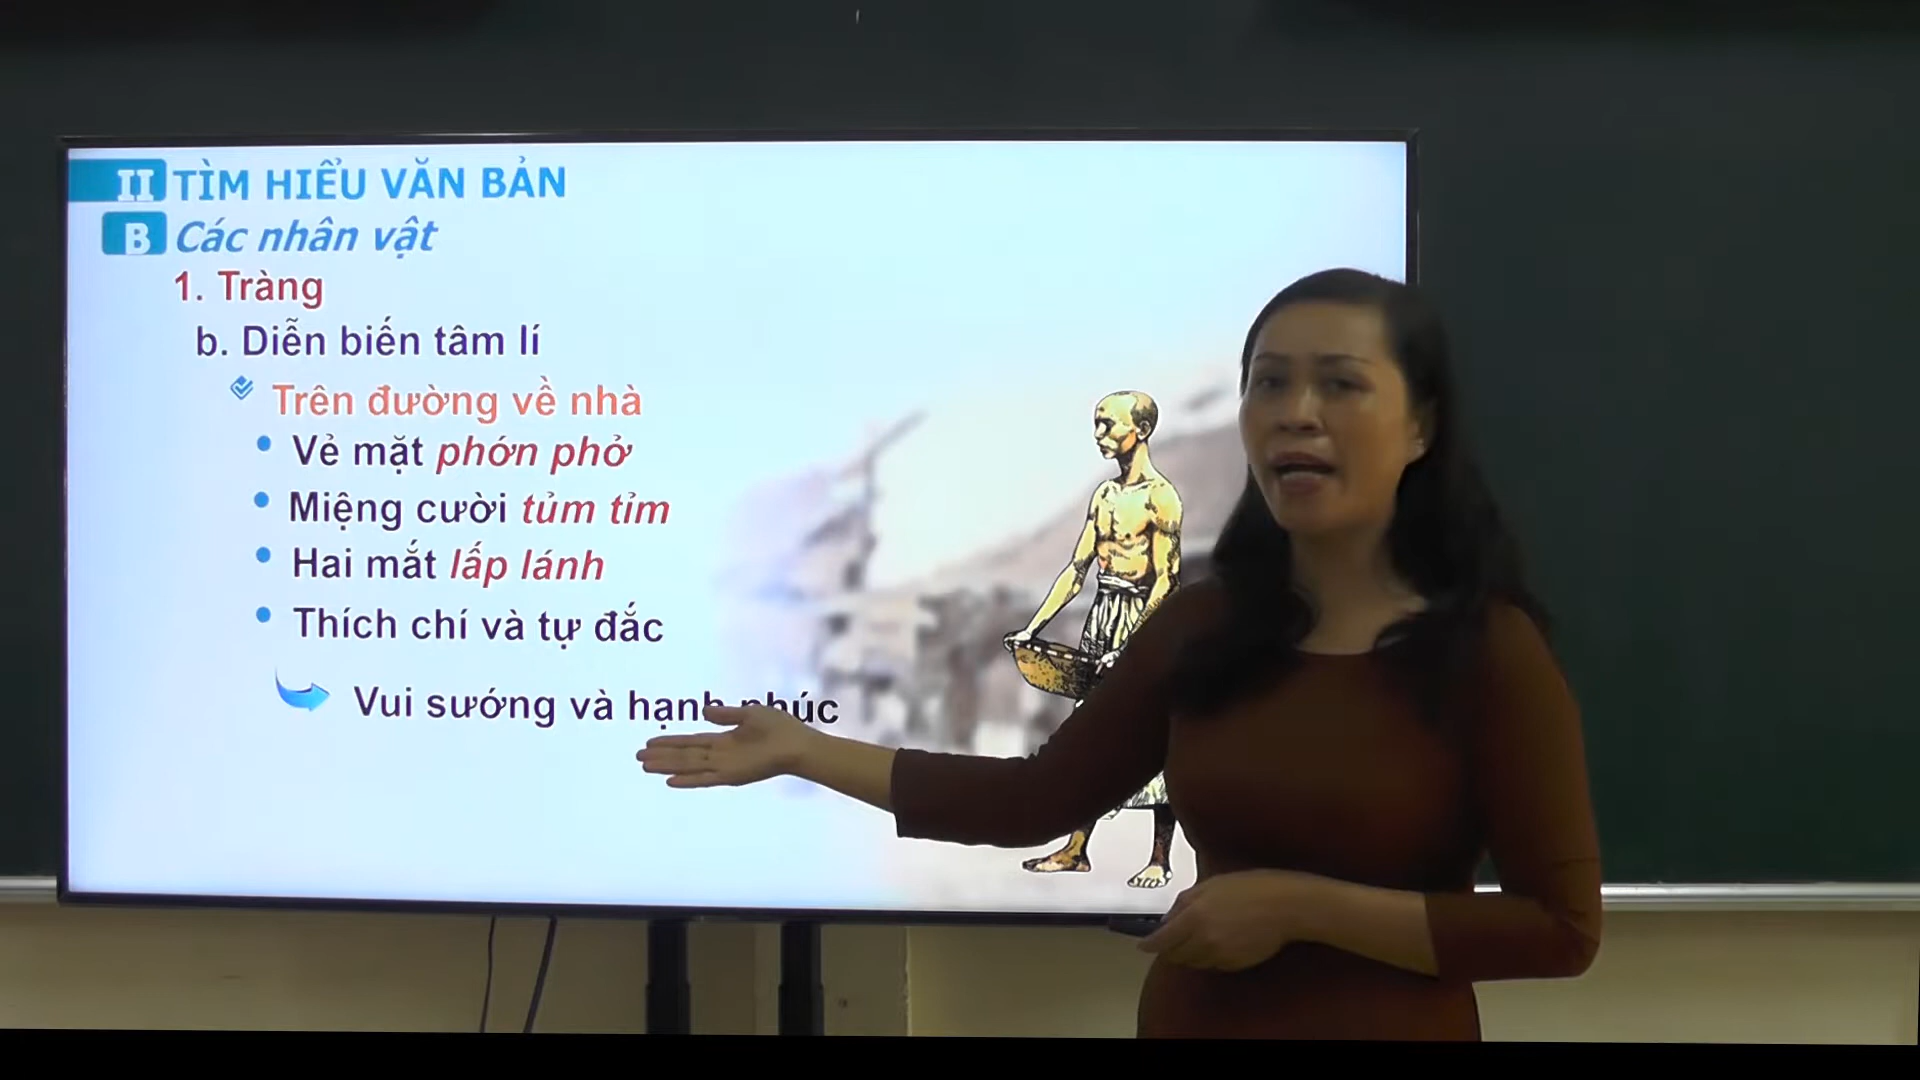 II TÌM HIỂU VĂN BẢN
B Các nhân vật
1. Tràng
b. Diễn biến tâm lí
Trên đường về nhà
• Vẻ mặt phớn phở
• Miệng cười tủm tỉm
• Hai mắt lấp lánh
• Thích chí và tự đắc
Vui sướng và hạnh phúc